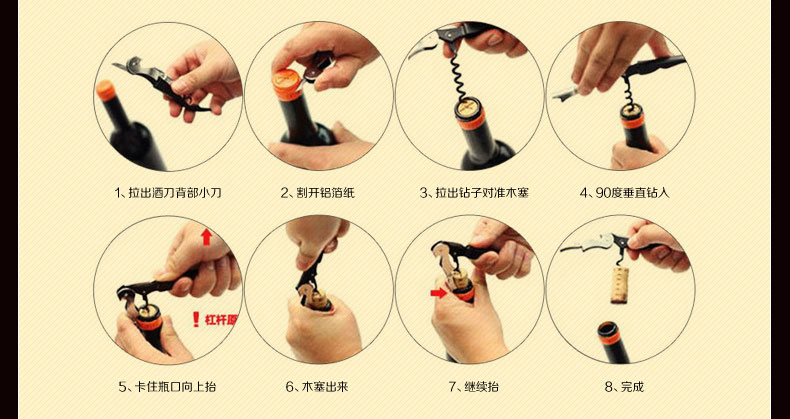 1、拉出酒刀背部小刀
2、割开铝箔纸
3、拉出钻子对准木塞
4、90度垂直钻人
! 杠杆原
5、卡住瓶口向上抬
6、木塞出来
7、继续抬
8、完成